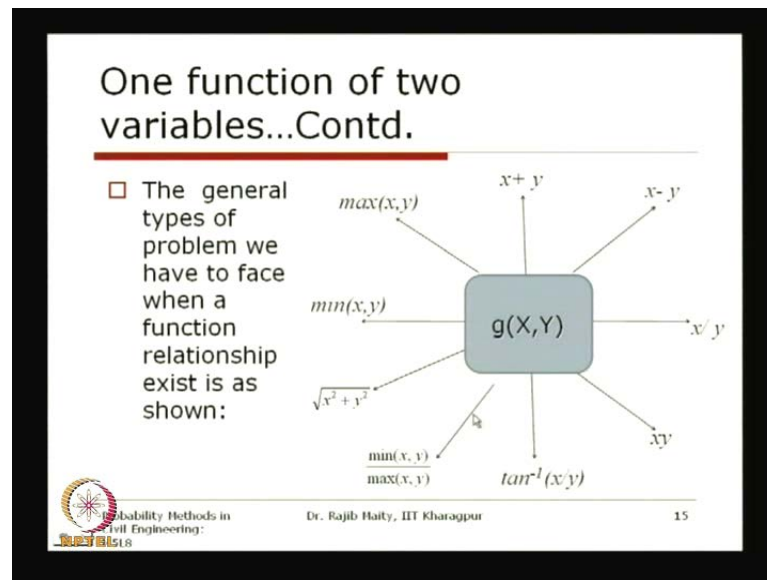 One function of two
variables...Contd.
The general
types of
problem we
have to face
when a
function
relationship
exist is as
shown:
x+ y
max(x,y)
x- y
min(x,y)
g(X,Y)
x/ y
√x² + y²
xy
min(x, y)
max(x, y)
tan⁻¹(x/y)
Probability Methods in
Civil Engineering:
L8
Dr. Rajib Maity, IIT Kharagpur
15
NPTEL